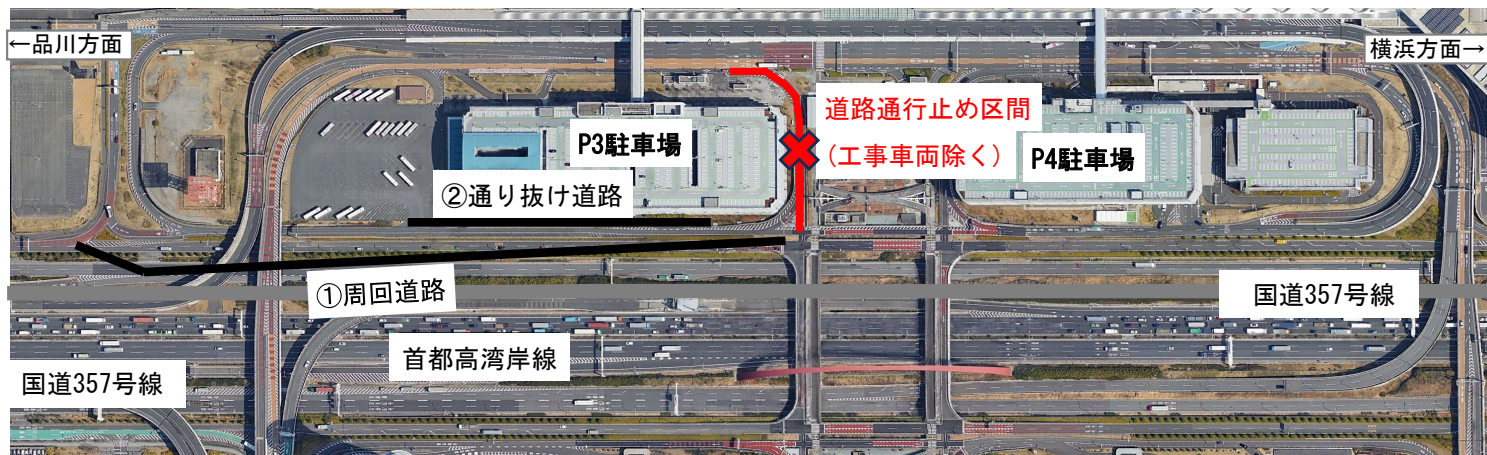 ←品川方面
横浜方面→
道路通行止め区間
(工事車両除く)
P3駐車場
P4駐車場
②通り抜け道路
①周回道路
国道357号線
首都高湾岸線
国道357号線